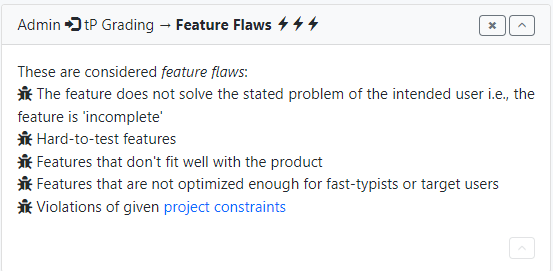 Admin tP Grading → Feature Flaws
These are considered feature flaws:
The feature does not solve the stated problem of the intended user i.e., the
feature is 'incomplete'
Hard-to-test features
Features that don't fit well with the product
Features that are not optimized enough for fast-typists or target users
Violations of given project constraints